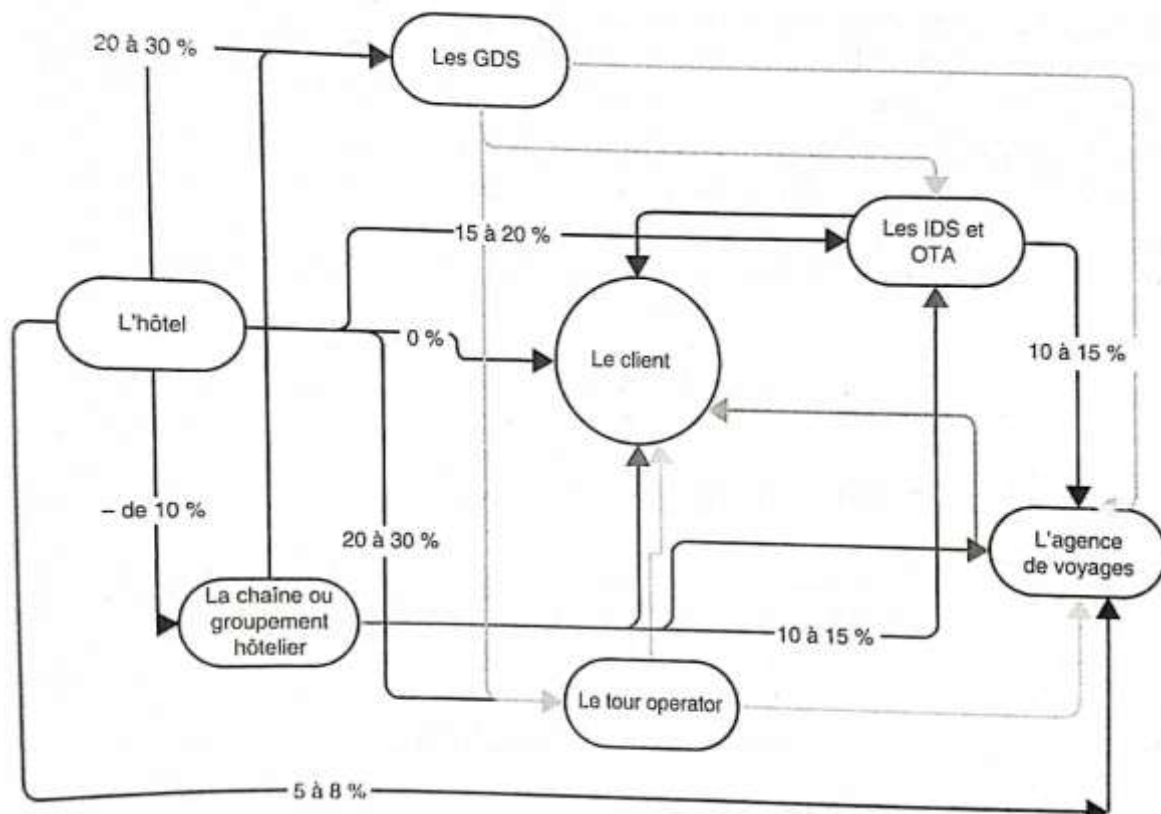 20 à 30 %
Les GDS
15 à 20 %
Les IDS et
OTA
L'hôtel
0 %
Le client
10 à 15 %
– de 10 %
20 à 30 %
L'agence
de voyages
La chaîne ou
groupement
hôtelier
10 à 15 %
Le tour operator
5 à 8 %